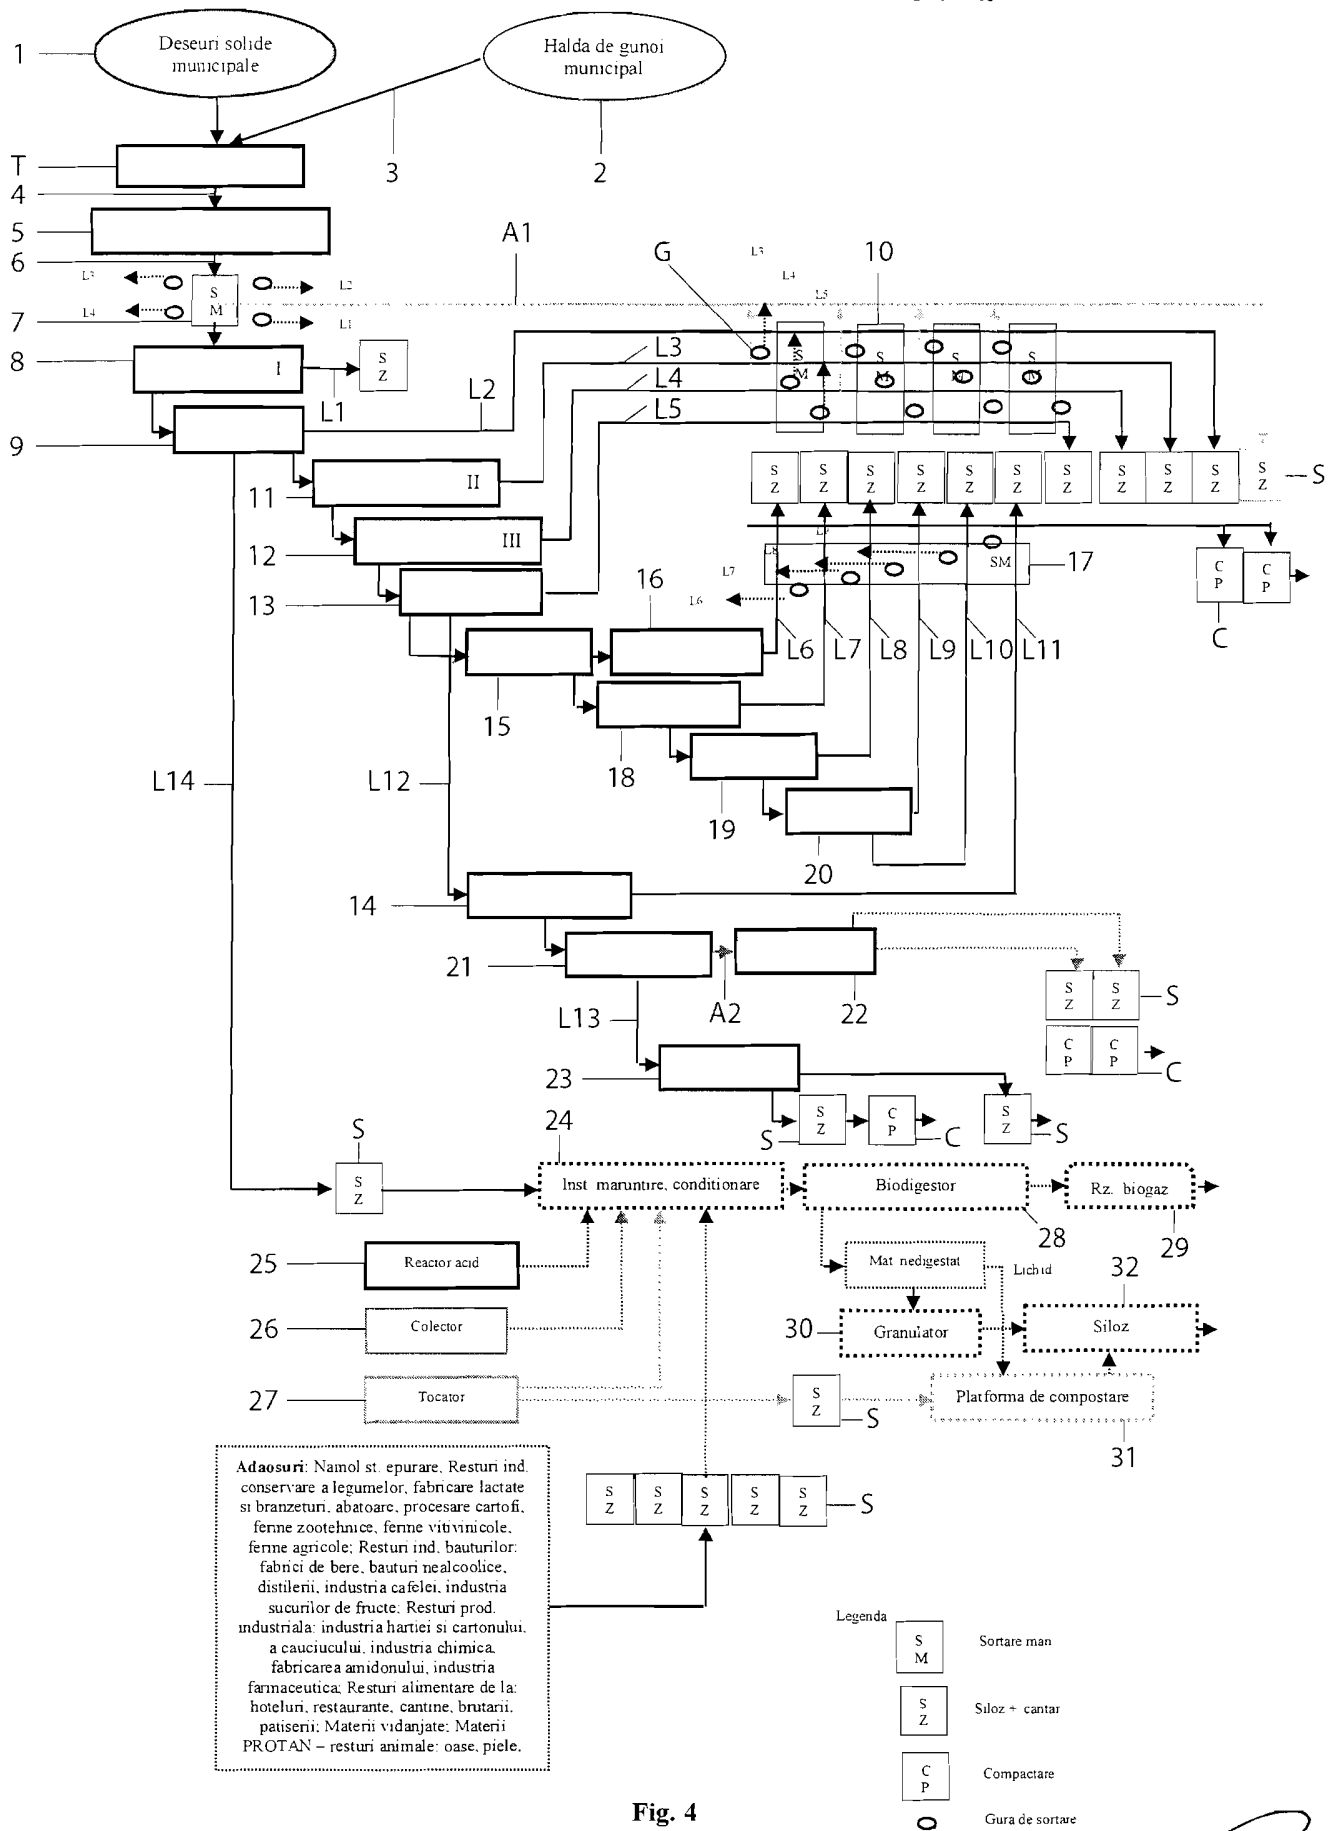 Deseuri solide
municipale
Halda de gunoi
municipal
1
T
3
2
4
5
6
A1
G
10
L3
L4
L5
L3
L2
S
M
L4
L1
7
8
I
S
Z
L1
L2
L3
L4
L5
S
M
S
M
S
M
S
M
9
11
II
S
Z
S
Z
S
Z
S
Z
S
Z
S
Z
S
Z
S
Z
S
Z
S
Z
S
Z
S
12
III
L8
L7
L6
SM
17
C
P
C
P
C
13
16
L6
L7
L8
L9
L10
L11
15
18
19
20
L14
L12
14
21
A2
22
S
Z
S
Z
S
C
P
C
P
C
L13
23
S
Z
S
C
P
C
S
Z
S
S
S
Z
24
Inst maruntire, conditionare
Biodigestor
Rz. biogaz
28
29
25
Reactor acid
Mat nedigestat
Lichid
32
26
Colector
30
Granulator
Siloz
27
Tocator
S
Z
S
Platforma de compostare
31
Adaosuri: Namol st. epurare, Resturi ind.
conservare a legumelor, fabricare lactate
si branzeturi, abatoare, procesare cartofi,
ferme zootehnice, ferme vitivinicole,
ferme agricole; Resturi ind. bauturilor:
fabrici de bere, bauturi nealcoolice,
distilerii, industria cafelei, industria
sucurilor de fructe; Resturi prod.
industriala: industria hartiei si cartonului,
a cauciucului, industria chimica,
fabricarea amidonului, industria
farmaceutica; Resturi alimentare de la:
hoteluri, restaurante, cantine, brutarii,
patiserii; Materii vidanjate; Materii
PROTAN – resturi animale: oase, piele,
S
Z
S
Z
S
Z
S
Z
S
Z
S
Legenda
S
M
Sortare man
S
Z
Siloz + cantar
C
P
Compactare
Gura de sortare
Fig. 4